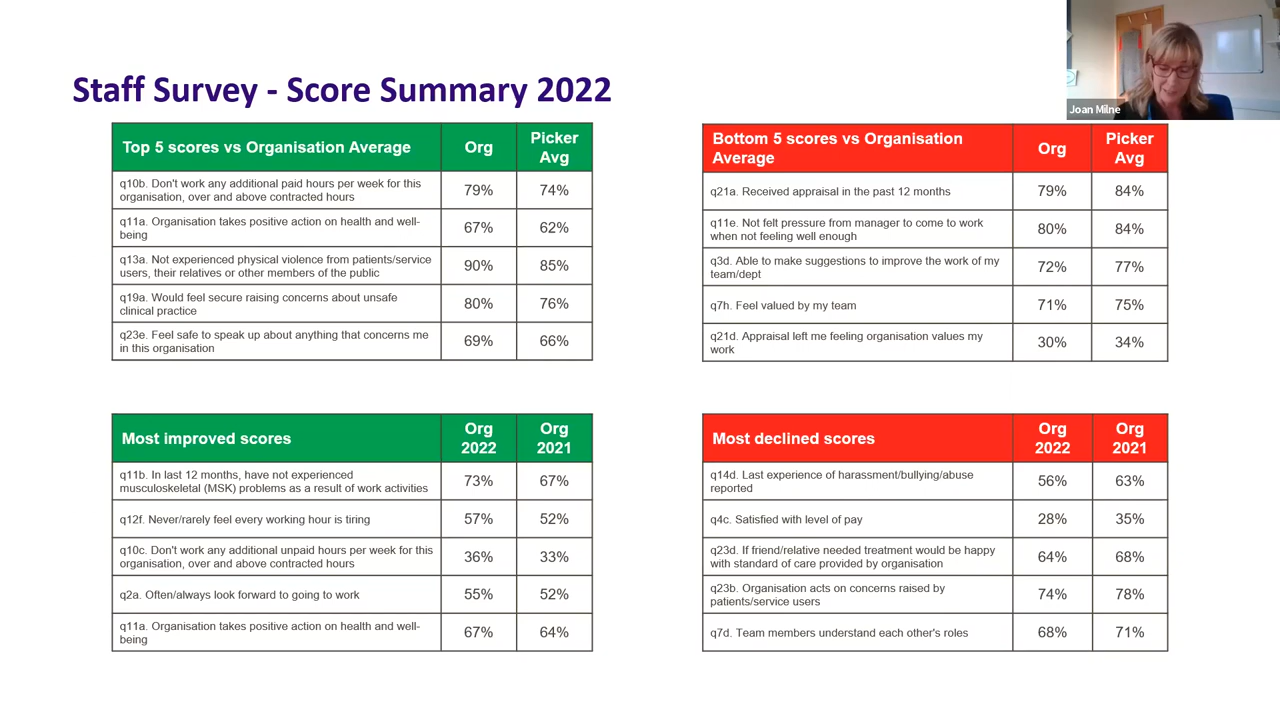 Staff Survey - Score Summary 2022
Joan Milne
Top 5 scores vs Organisation Average
Org
Picker
Avg
q10b. Don't work any additional paid hours per week for this
organisation, over and above contracted hours
79%
74%
q11a. Organisation takes positive action on health and well-
being
67%
62%
q13a. Not experienced physical violence from patients/service
users, their relatives or other members of the public
90%
85%
q19a. Would feel secure raising concerns about unsafe
clinical practice
80%
76%
q23e. Feel safe to speak up about anything that concerns me
in this organisation
69%
66%
Bottom 5 scores vs Organisation
Average
Org
Picker
Avg
q21a. Received appraisal in the past 12 months
79%
84%
q11e. Not felt pressure from manager to come to work
when not feeling well enough
80%
84%
q3d. Able to make suggestions to improve the work of my
team/dept
72%
77%
q7h. Feel valued by my team
71%
75%
q21d. Appraisal left me feeling organisation values my
work
30%
34%
Most improved scores
Org
2022
Org
2021
q11b. In last 12 months, have not experienced
musculoskeletal (MSK) problems as a result of work activities
73%
67%
q12f. Never/rarely feel every working hour is tiring
57%
52%
q10c. Don't work any additional unpaid hours per week for this
organisation, over and above contracted hours
36%
33%
q2a. Often/always look forward to going to work
55%
52%
q11a. Organisation takes positive action on health and well-
being
67%
64%
Most declined scores
Org
2022
Org
2021
q14d. Last experience of harassment/bullying/abuse
reported
56%
63%
q4c. Satisfied with level of pay
28%
35%
q23d. If friend/relative needed treatment would be happy
with standard of care provided by organisation
64%
68%
q23b. Organisation acts on concerns raised by
patients/service users
74%
78%
q7d. Team members understand each other's roles
68%
71%